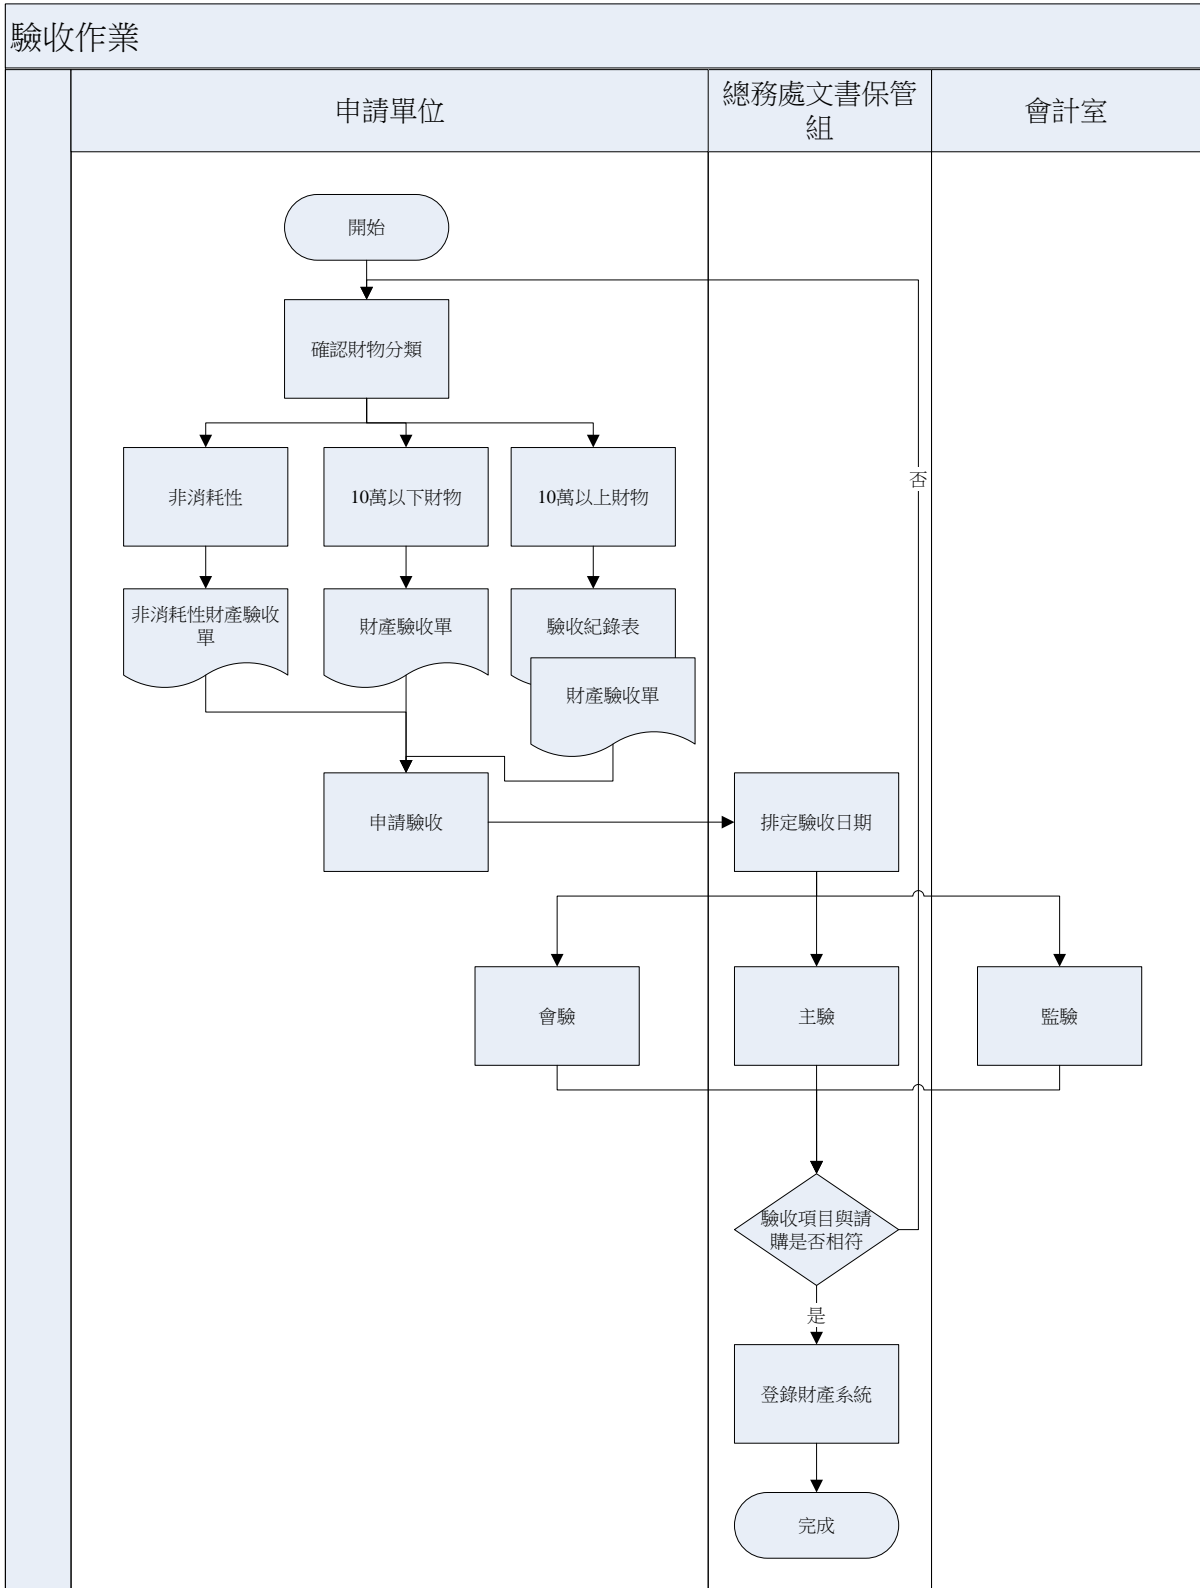 驗收作業
申請單位
總務處文書保管
組
會計室
開始
確認財物分類
非消耗性
10萬以下財物
10萬以上財物
否
非消耗性財產驗收
單
財產驗收單
驗收紀錄表
財產驗收單
申請驗收
排定驗收日期
會驗
主驗
監驗
驗收項目與請
購是否相符
是
登錄財產系統
完成